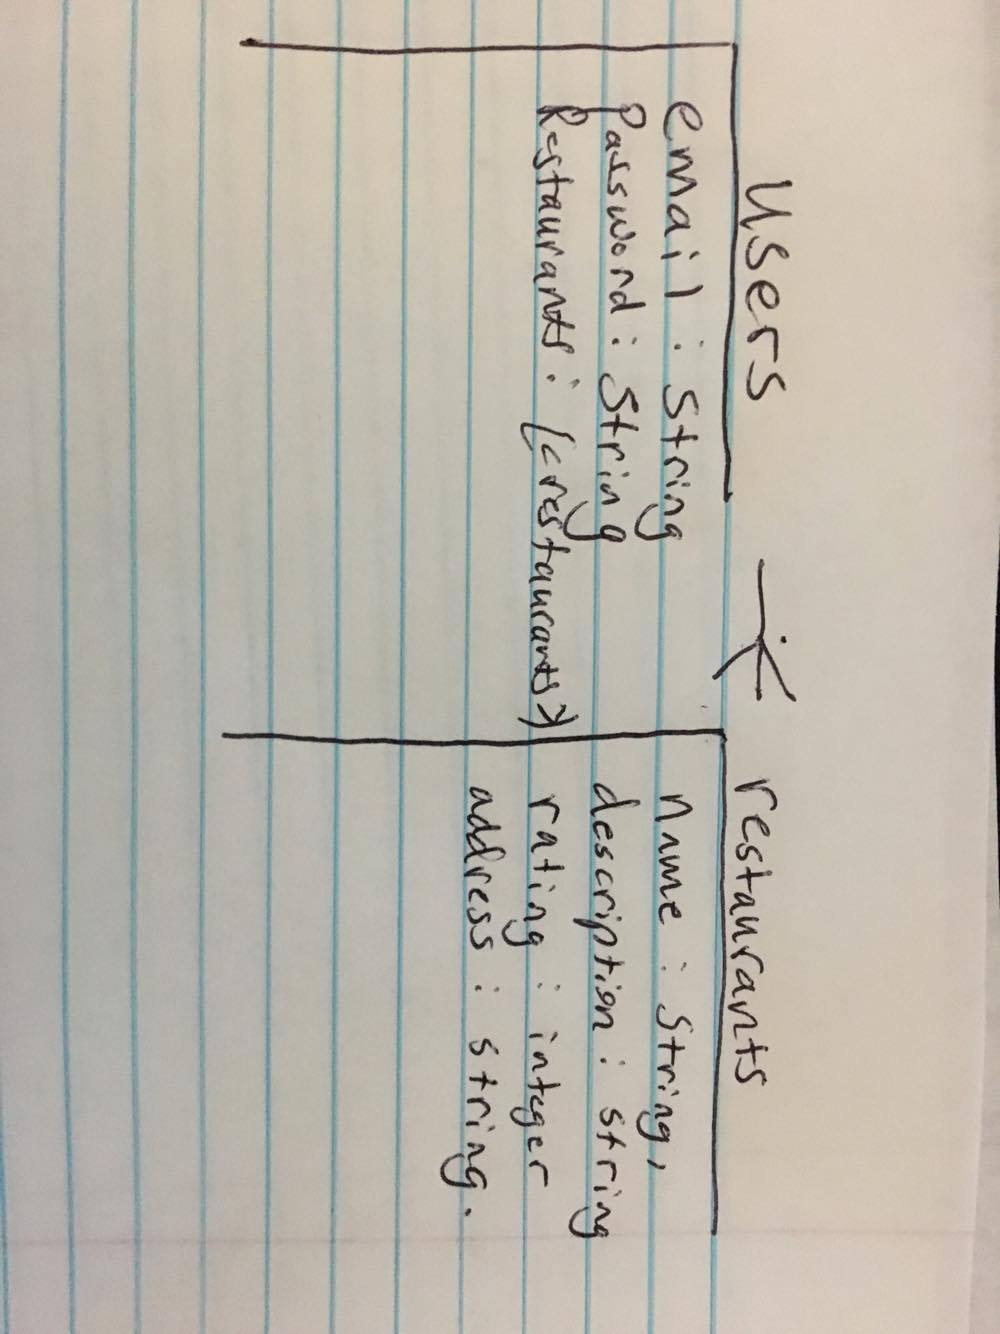 Users
email : String
Password : String
Restaurants : [<restaurants>]
restaurants
name : String,
description : string
rating : integer
address : string.